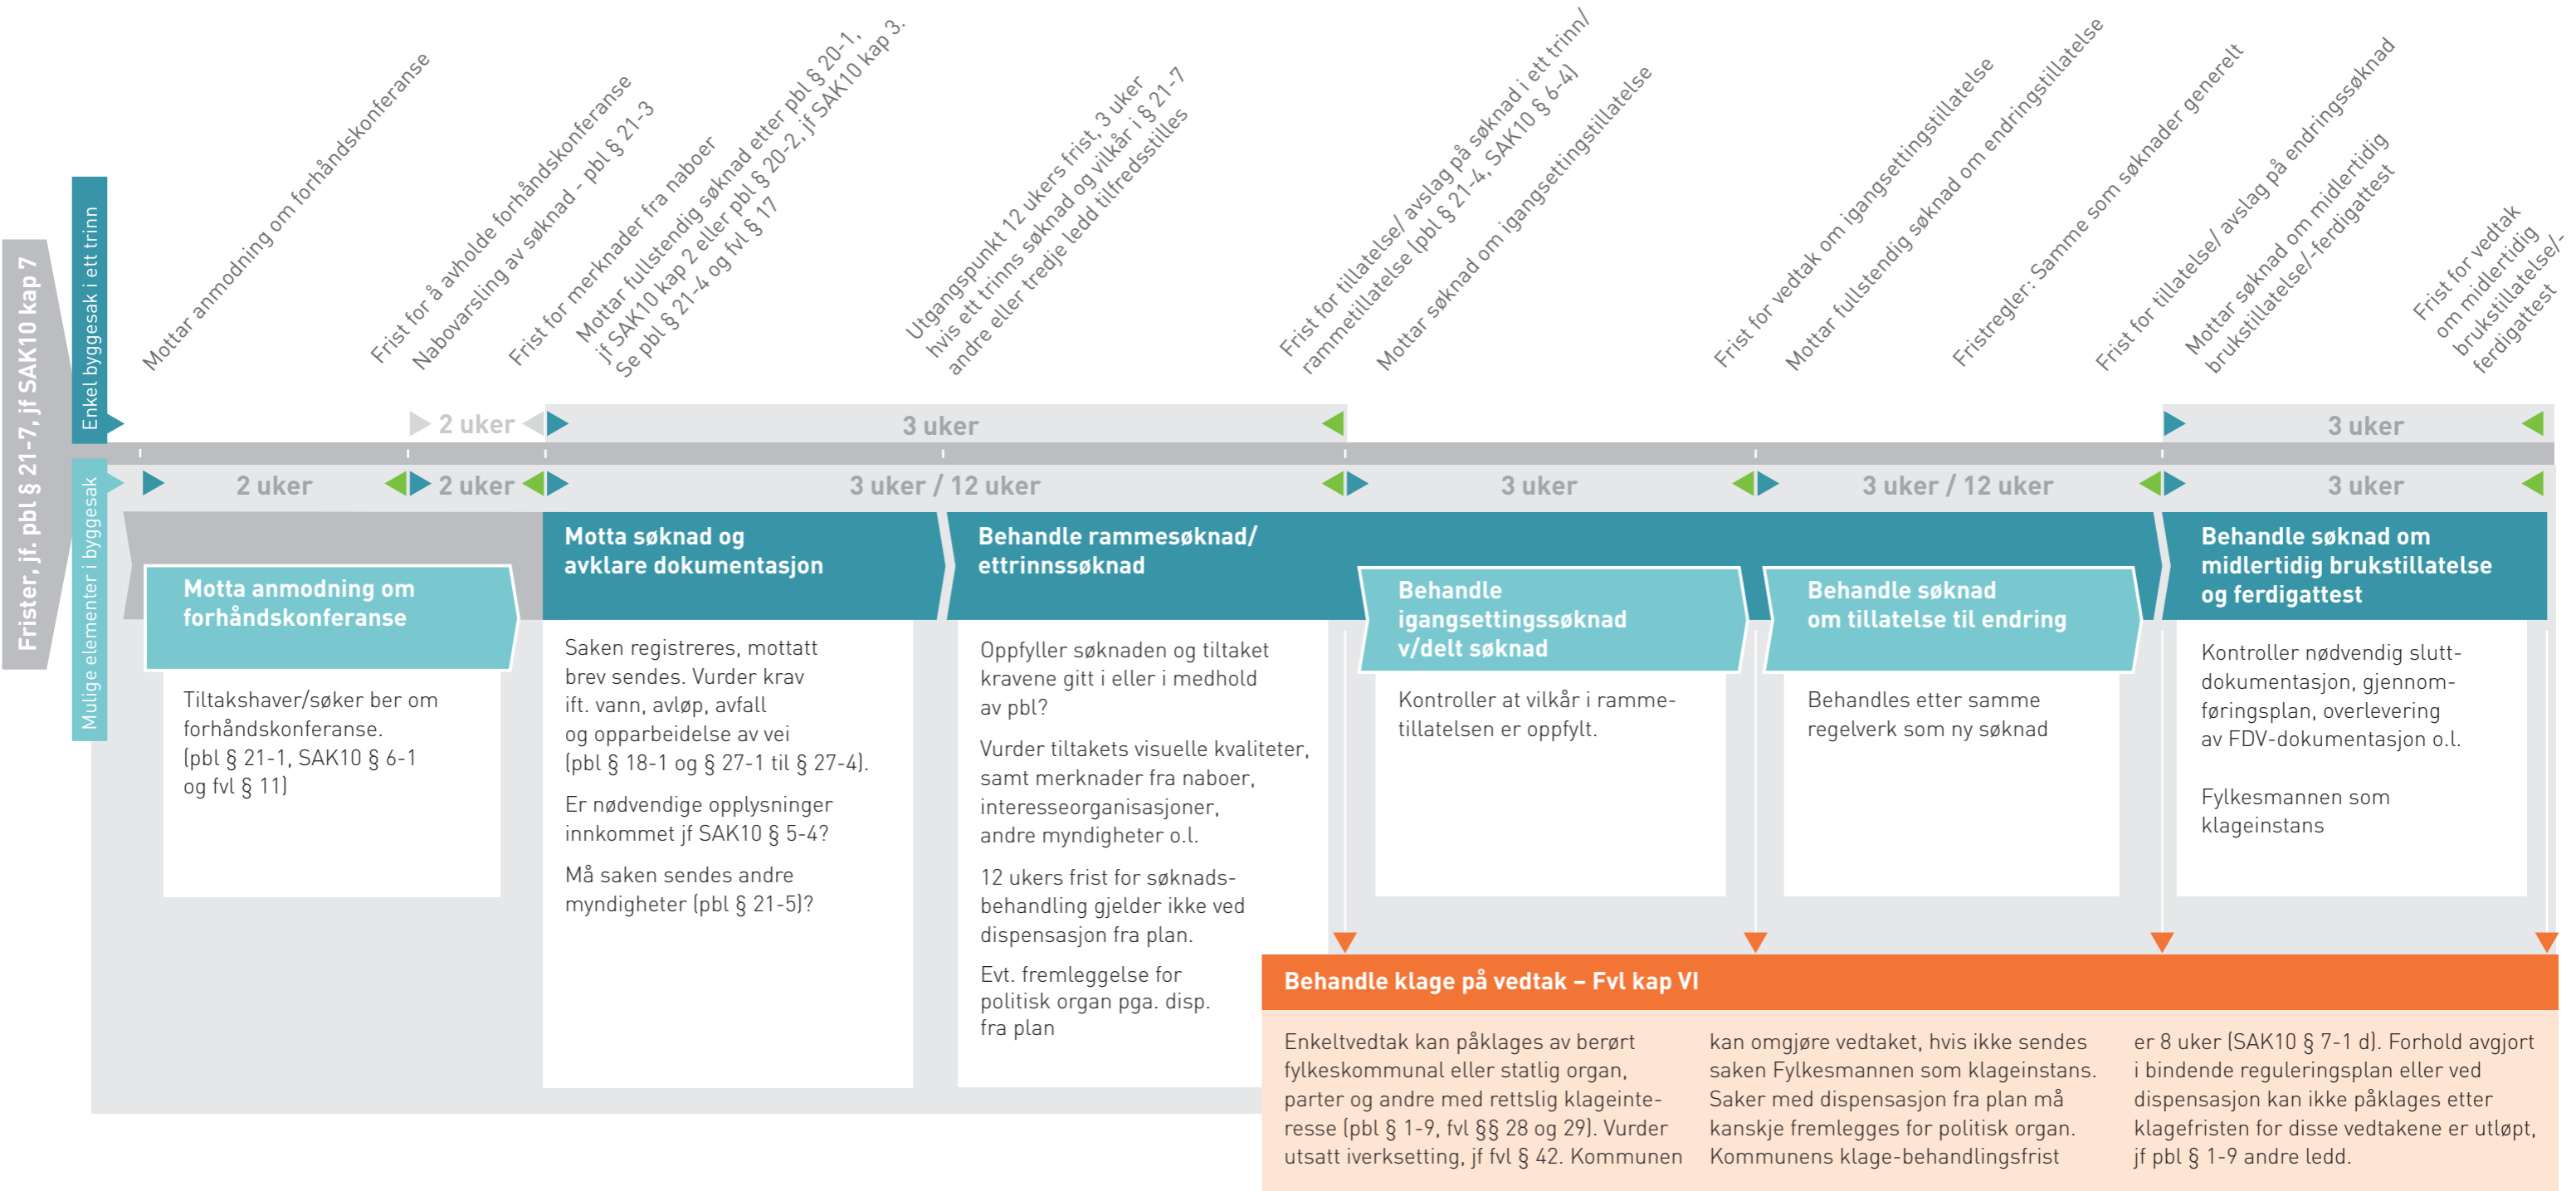 Mottar anmodning om forhåndskonferanse
Frist for å avholde forhåndskonferanse
Nabovarsling av søknad - pbl § 21-3
Frist for merknader fra naboer
Mottar fullstendig søknad etter pbl § 20-1,
jf SAK10 kap 2 eller pbl § 20-2, jf SAK10 kap 3.
Se pbl § 21-4 og fvl § 17
Utgangspunkt 12 ukers frist, 3 uker
hvis ett trinns søknad og vilkår i § 21-7
andre eller tredje ledd tilfredsstilles
Frist for tillatelse/ avslag på søknad i ett trinn/
rammetillatelse (pbl § 21-4, SAK10 § 6-4)
Mottar søknad om igangsettingstillatelse
Frist for vedtak om igangsettingstillatelse
Mottar fullstendig søknad om endringstillatelse
Fristregler: Samme som søknader generelt
Frist for tillatelse/ avslag på endringssøknad
Mottar søknad om midlertidig
brukstillatelse/-ferdigattest
Frist for vedtak
om midlertidig
brukstillatelse/-
ferdigattest
Frister, jf. pbl § 21-7, jf SAK10 kap 7
Enkel byggesak i ett trinn
Mulige elementer i byggesak
2 uker
3 uker
3 uker
2 uker
2 uker
3 uker / 12 uker
3 uker
3 uker / 12 uker
3 uker
Motta anmodning om
forhåndskonferanse
Tiltakshaver/søker ber om
forhåndskonferanse.
(pbl § 21-1, SAK10 § 6-1
og fvl § 11)
Motta søknad og
avklare dokumentasjon
Saken registreres, mottatt
brev sendes. Vurder krav
ift. vann, avløp, avfall
og opparbeidelse av vei
(pbl § 18-1 og § 27-1 til § 27-4).
Er nødvendige opplysninger
innkommet jf SAK10 § 5-4?
Må saken sendes andre
myndigheter (pbl § 21-5)?
Behandle rammesøknad/
ettrinnssøknad
Oppfyller søknaden og tiltaket
kravene gitt i eller i medhold
av pbl?
Vurder tiltakets visuelle kvaliteter,
samt merknader fra naboer,
interesseorganisasjoner,
andre myndigheter o.l.
12 ukers frist for søknads-
behandling gjelder ikke ved
dispensasjon fra plan.
Evt. fremleggelse for
politisk organ pga. disp.
fra plan
Behandle
igangsettingssøknad
v/delt søknad
Kontroller at vilkår i ramme-
tillatelsen er oppfylt.
Behandle søknad
om tillatelse til endring
Behandles etter samme
regelverk som ny søknad
Behandle søknad om
midlertidig brukstillatelse
og ferdigattest
Kontroller nødvendig slutt-
dokumentasjon, gjennom-
føringsplan, overlevering
av FDV-dokumentasjon o.l.
Fylkesmannen som
klageinstans
Behandle klage på vedtak – Fvl kap VI
Enkeltvedtak kan påklages av berørt
fylkeskommunal eller statlig organ,
parter og andre med rettslig klageinte-
resse (pbl § 1-9, fvl §§ 28 og 29). Vurder
utsatt iverksetting, jf fvl § 42. Kommunen
kan omgjøre vedtaket, hvis ikke sendes
saken Fylkesmannen som klageinstans.
Saker med dispensasjon fra plan må
kanskje fremlegges for politisk organ.
Kommunens klage-behandlingsfrist
er 8 uker (SAK10 § 7-1 d). Forhold avgjort
i bindende reguleringsplan eller ved
dispensasjon kan ikke påklages etter
klagefristen for disse vedtakene er utløpt,
jf pbl § 1-9 andre ledd.